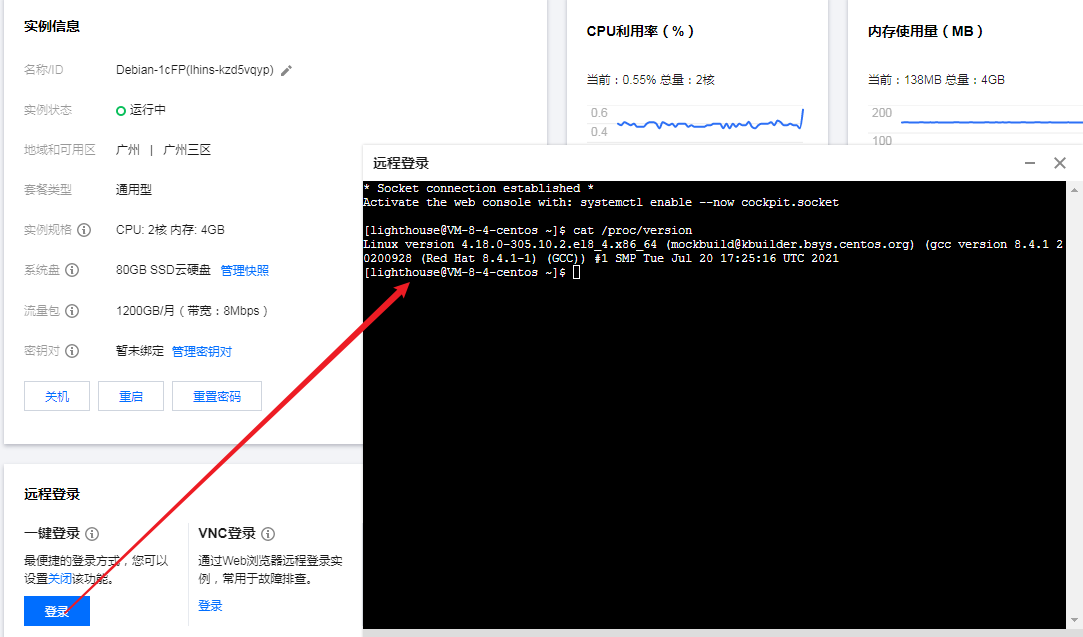 实例信息
名称/ID Debian-1cFP(lhins-kzd5vqyp)
实例状态 运行中
地域和可用区 广州 | 广州三区
套餐类型 通用型
实例规格 CPU: 2核 内存: 4GB
系统盘 80GB SSD云硬盘 管理快照
流量包 1200GB/月（带宽：8Mbps）
密钥对 暂未绑定 管理密钥对
关机 重启 重置密码
CPU利用率（%）
当前：0.55% 总量：2核
0.6
0.4
内存使用量（MB）
当前：138MB 总量：4GB
200
100
远程登录
* Socket connection established *
Activate the web console with: systemctl enable --now cockpit.socket
[lighthouse@VM-8-4-centos ~]$ cat /proc/version
Linux version 4.18.0-305.10.2.el8_4.x86_64 (mockbuild@kbuilder.bsys.centos.org) (gcc version 8.4.1 2
0200928 (Red Hat 8.4.1-1) (GCC)) #1 SMP Tue Jul 20 17:25:16 UTC 2021
[lighthouse@VM-8-4-centos ~]$
远程登录
一键登录
最便捷的登录方式，您可以
设置关闭该功能。
登录
VNC登录
通过Web浏览器远程登录实
例，常用于故障排查。
登录